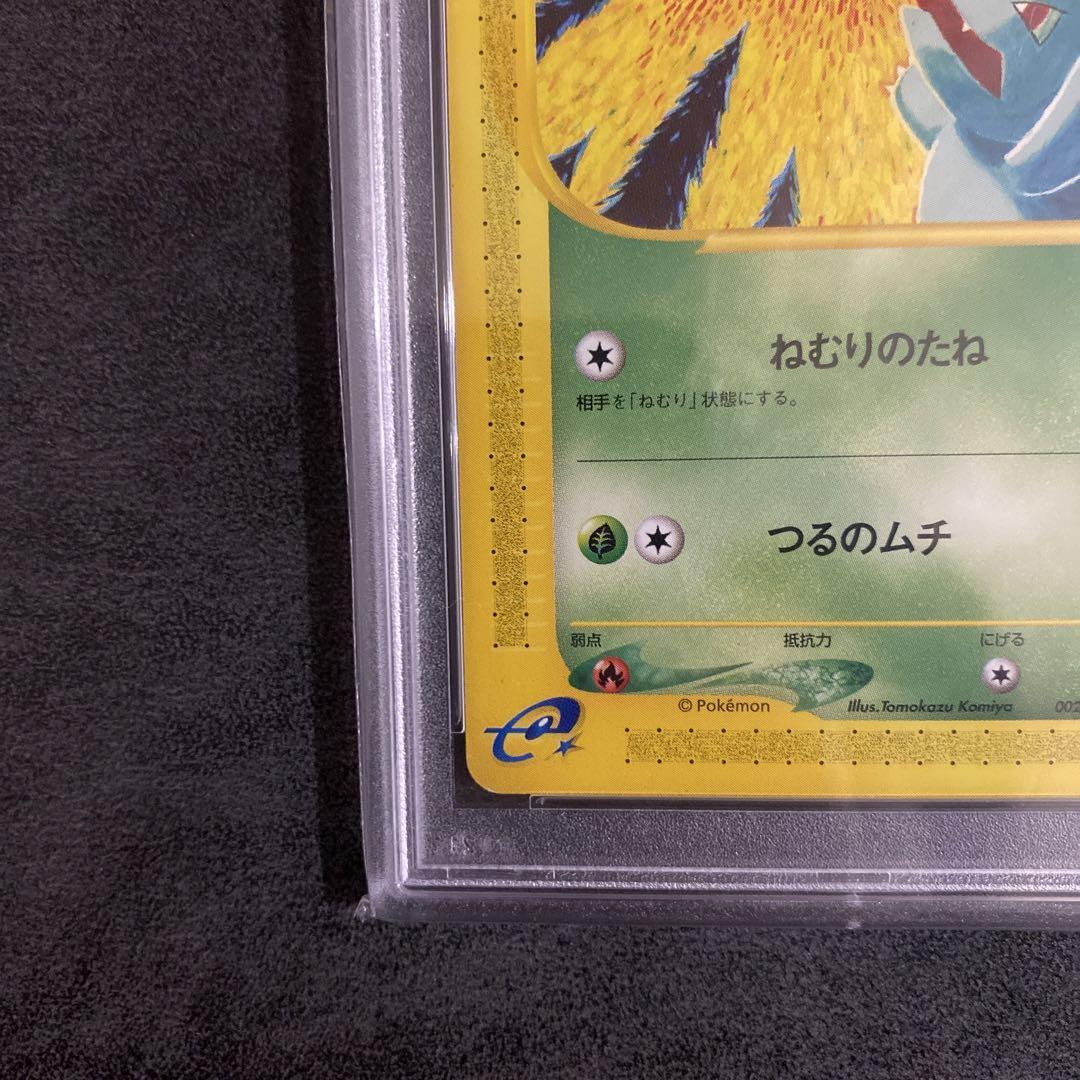 ねむりのたね
相手を「ねむり」状態にする。
つるのムチ
弱点 抵抗力 にげる
© Pokémon Illus.Tomokazu Komiya 002